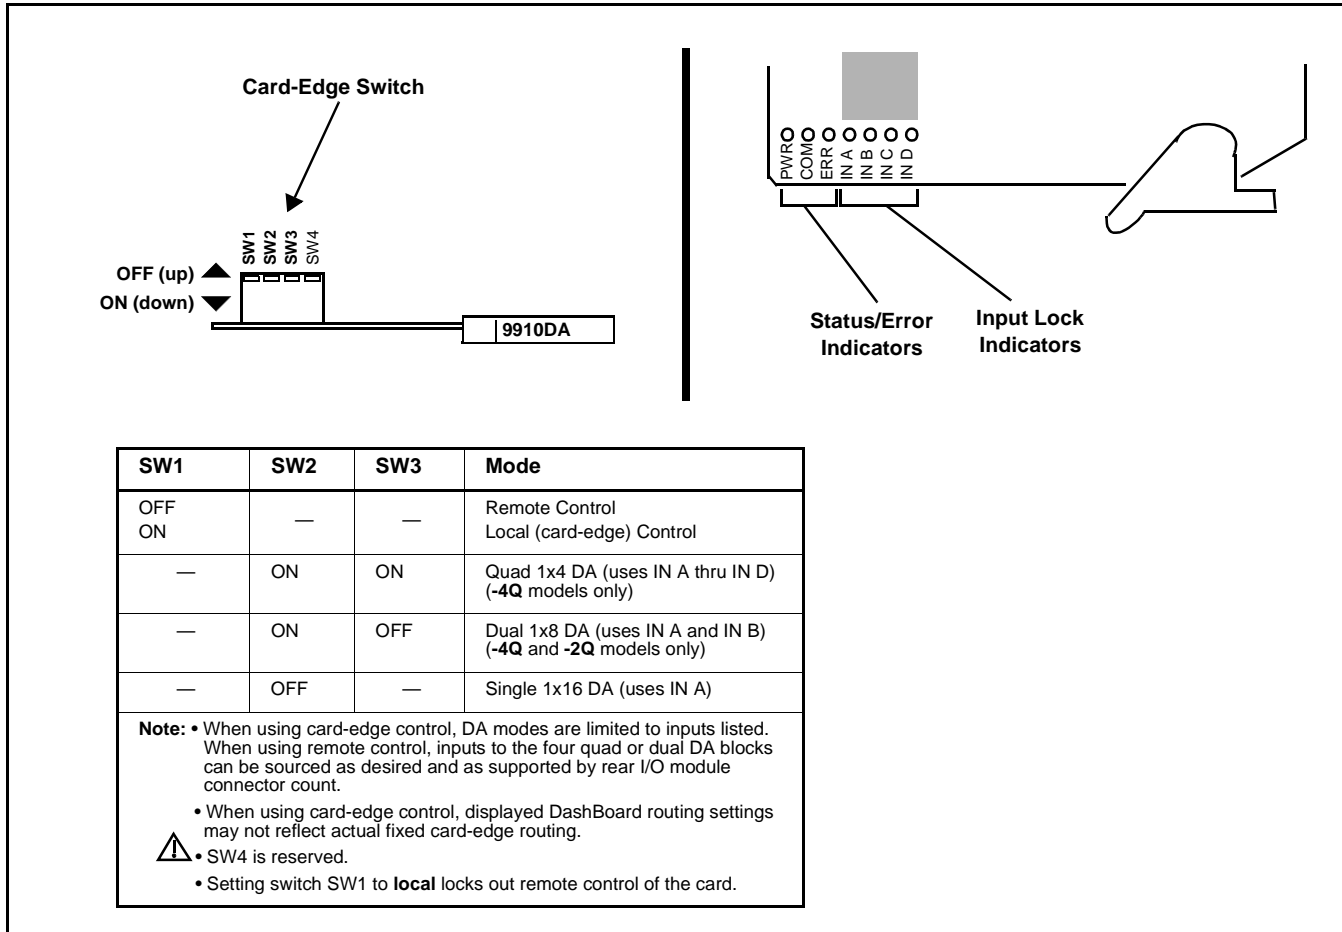 Card-Edge Switch
SW1
SW2
SW3
SW4
OFF (up)
ON (down)
9910DA
PWR
COM
ERR
IN A
IN B
IN C
IN D
Status/Error
Indicators
Input Lock
Indicators
SW1 SW2 SW3 Mode
OFF — — Remote Control
ON Local (card-edge) Control
— ON ON Quad 1x4 DA (uses IN A thru IN D)
(-4Q models only)
— ON OFF Dual 1x8 DA (uses IN A and IN B)
(-4Q and -2Q models only)
— OFF — Single 1x16 DA (uses IN A)
Note: • When using card-edge control, DA modes are limited to inputs listed.
When using remote control, inputs to the four quad or dual DA blocks
can be sourced as desired and as supported by rear I/O module
connector count.
• When using card-edge control, displayed DashBoard routing settings
may not reflect actual fixed card-edge routing.
• SW4 is reserved.
• Setting switch SW1 to local locks out remote control of the card.